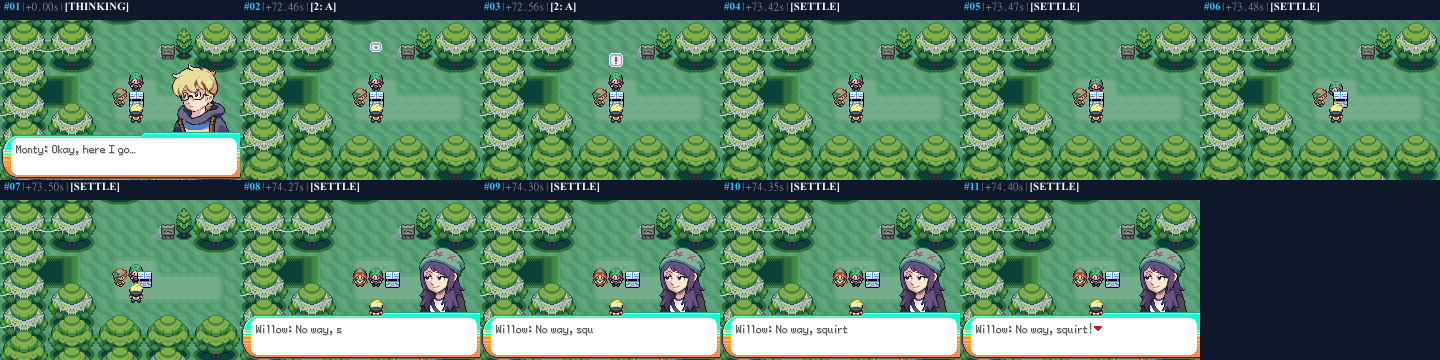 #01|+0.00s|[THINKING]
#02|+72.46s|[2: A]
#03|+72.56s|[2: A]
#04|+73.42s|[SETTLE]
#05|+73.47s|[SETTLE]
#06|+73.48s|[SETTLE]
Monty: Okay, here I go...
#07|+73.50s|[SETTLE]
#08|+74.27s|[SETTLE]
#09|+74.30s|[SETTLE]
#10|+74.35s|[SETTLE]
#11|+74.40s|[SETTLE]
Willow: No way, s
Willow: No way, squ
Willow: No way, squirt
Willow: No way, squirt!